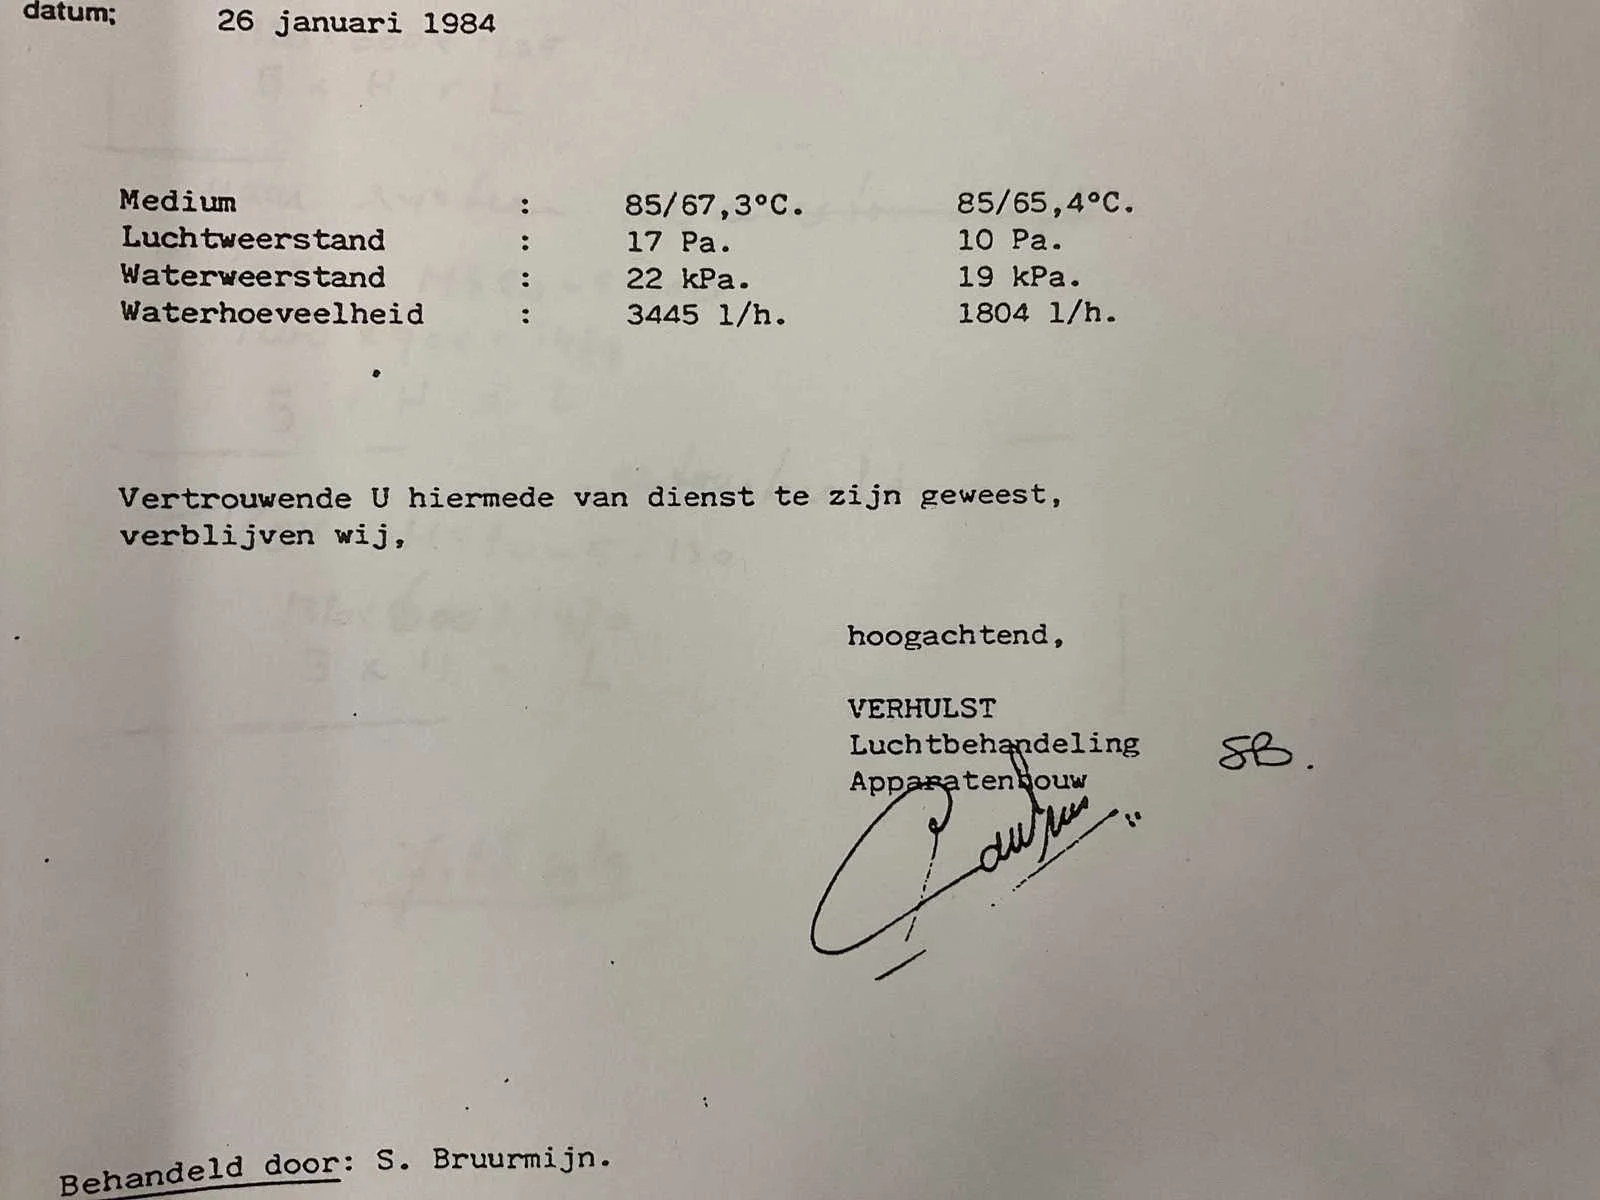 datum: 26 januari 1984
Medium : 85/67,3°C. 85/65,4°C.
Luchtweerstand : 17 Pa. 10 Pa.
Waterweerstand : 22 kPa. 19 kPa.
Waterhoeveelheid : 3445 l/h. 1804 l/h.
Vertrouwende U hiermede van dienst te zijn geweest,
verblijven wij,
hoogachtend,
VERHULST
Luchtbehandeling
Apparatenbouw
SB.
Behandeld door: S. Bruurmijn.